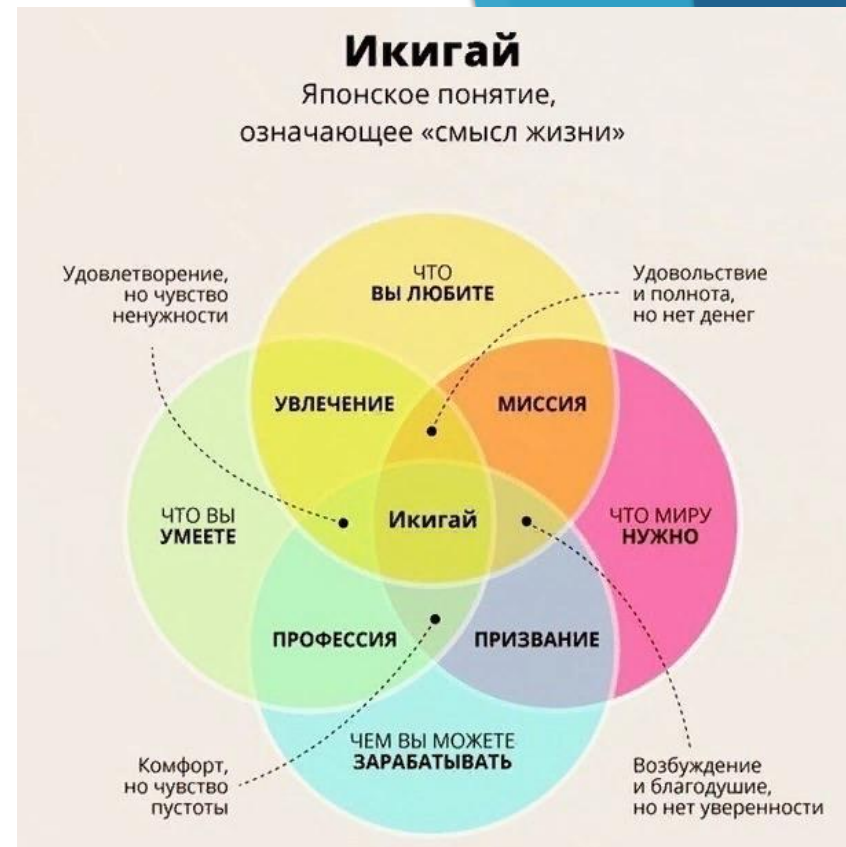 Икигай
Японское понятие,
означающее «смысл жизни»
Удовлетворение,
но чувство
ненужности
ЧТО
ВЫ ЛЮБИТЕ
Удовольствие
и полнота,
но нет денег
УВЛЕЧЕНИЕ
МИССИЯ
ЧТО ВЫ
УМЕЕТЕ
Икигай
ЧТО МИРУ
НУЖНО
ПРОФЕССИЯ
ПРИЗВАНИЕ
ЧЕМ ВЫ МОЖЕТЕ
ЗАРАБАТЫВАТЬ
Комфорт,
но чувство
пустоты
Возбуждение
и благодушие,
но нет уверенности